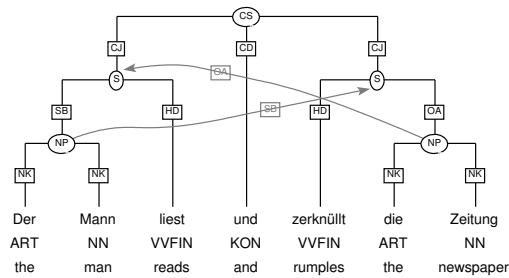 CS
CJ CD CJ
S OA S
SB HD SB HD OA
NP NP
NK NK NK NK
Der Mann liest und zerknüllt die Zeitung
ART NN VVFIN KON VVFIN ART NN
the man reads and rumples the newspaper